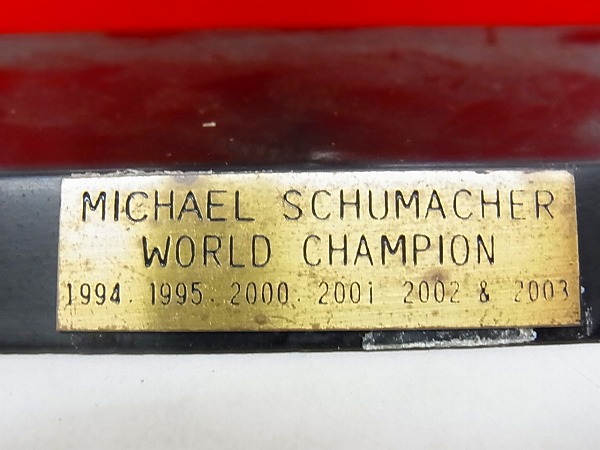 MICHAEL SCHUMACHER
WORLD CHAMPION
1994. 1995. 2000. 2001 2002 & 2003